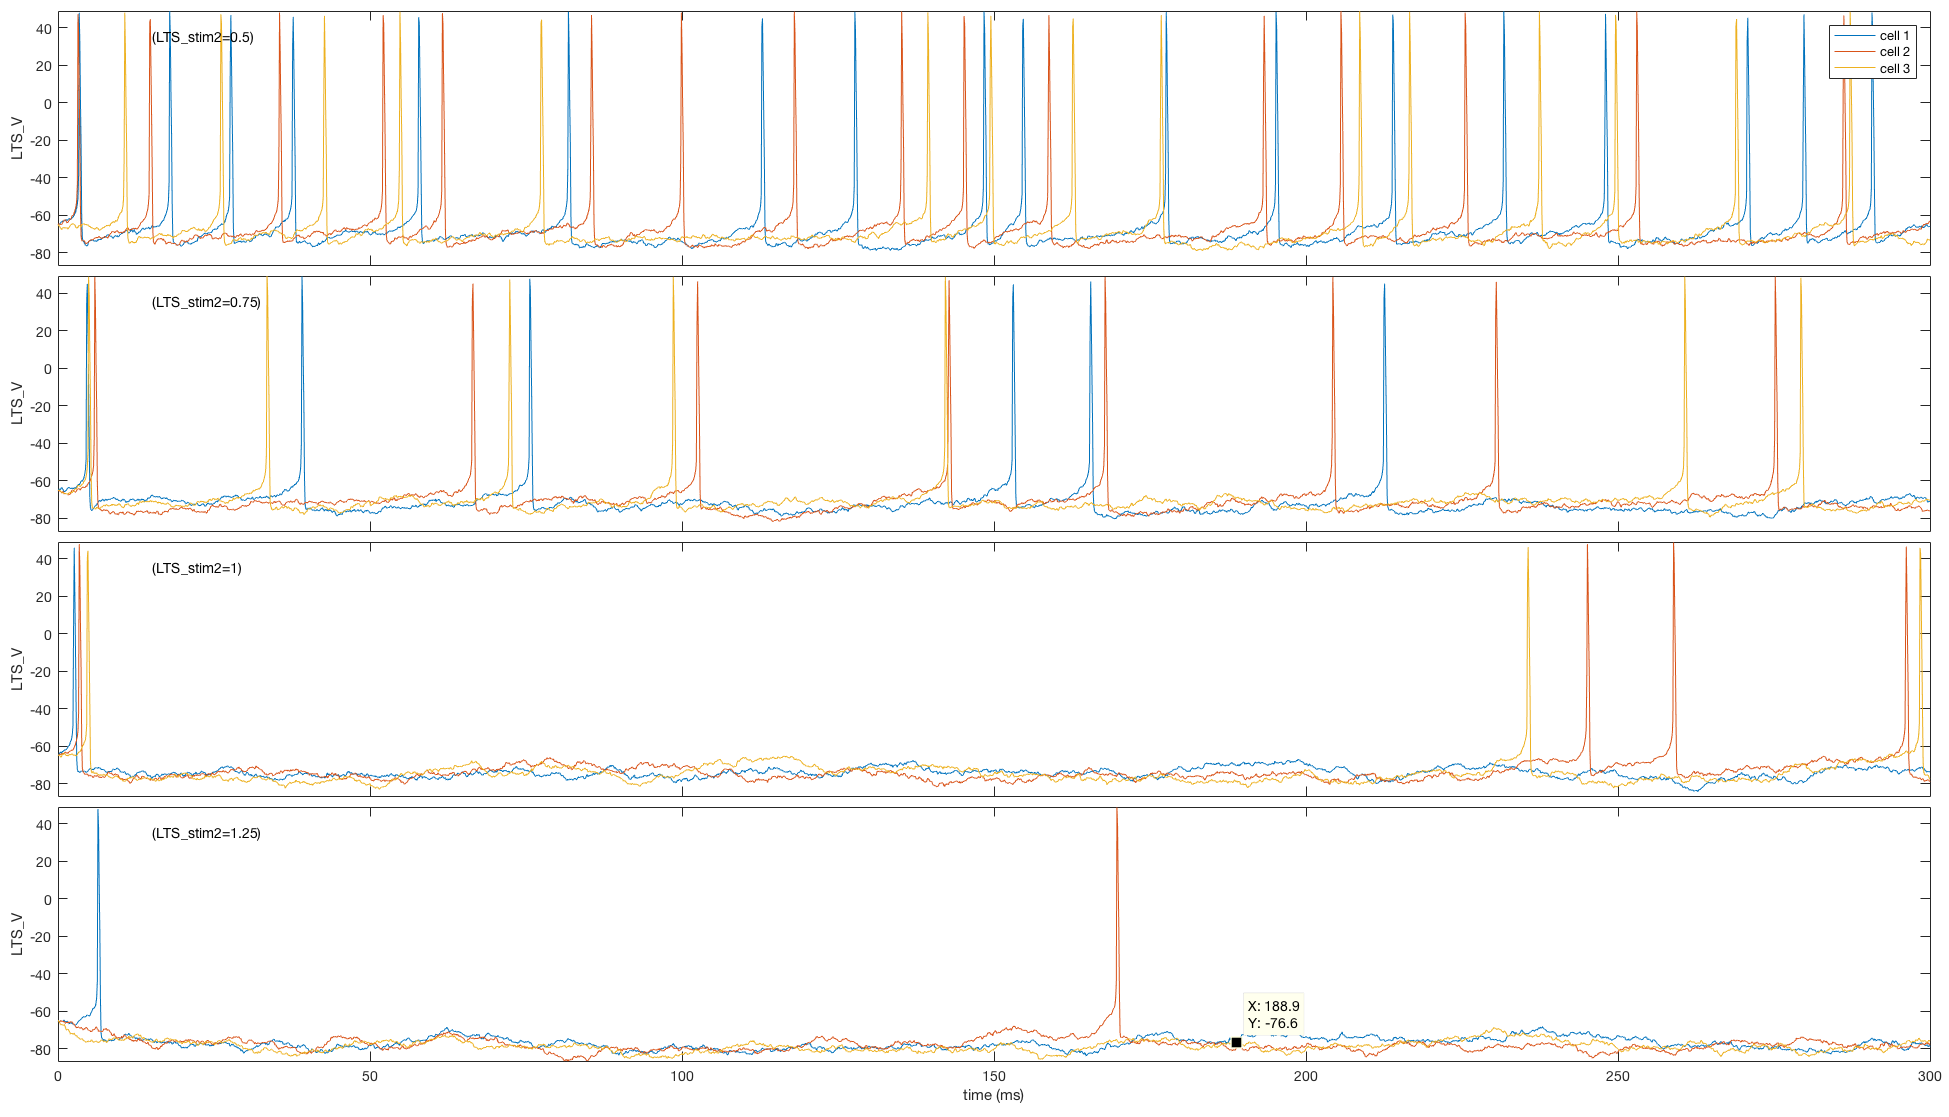 (LTS_stim2=0.5)
cell 1
cell 2
cell 3
40
20
0
-20
-40
-60
-80
LTS_V
(LTS_stim2=0.75)
40
20
0
-20
-40
-60
-80
LTS_V
(LTS_stim2=1)
40
20
0
-20
-40
-60
-80
LTS_V
(LTS_stim2=1.25)
40
20
0
-20
-40
-60
-80
LTS_V
X: 188.9
Y: -76.6
0 50 100 150 200 250 300
time (ms)